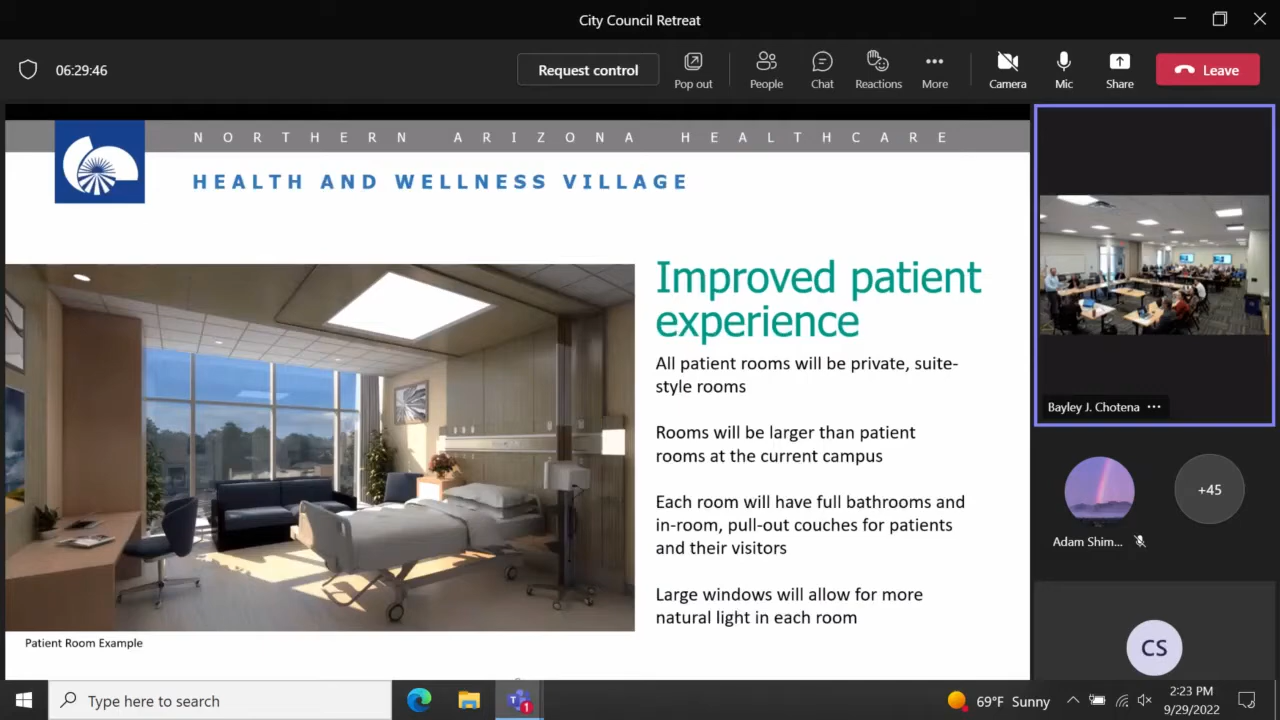 City Council Retreat
06:29:46
Request control
Pop out
People
Chat
Reactions
More
Camera
Mic
Share
Leave
NORTHERN ARIZONA HEALTHCARE
HEALTH AND WELLNESS VILLAGE
Improved patient
experience
All patient rooms will be private, suite-
style rooms
Rooms will be larger than patient
rooms at the current campus
Each room will have full bathrooms and
in-room, pull-out couches for patients
and their visitors
Large windows will allow for more
natural light in each room
Patient Room Example
Bayley J. Chotena
+45
Adam Shim...
CS
Type here to search
1
69°F Sunny
2:23 PM
9/29/2022